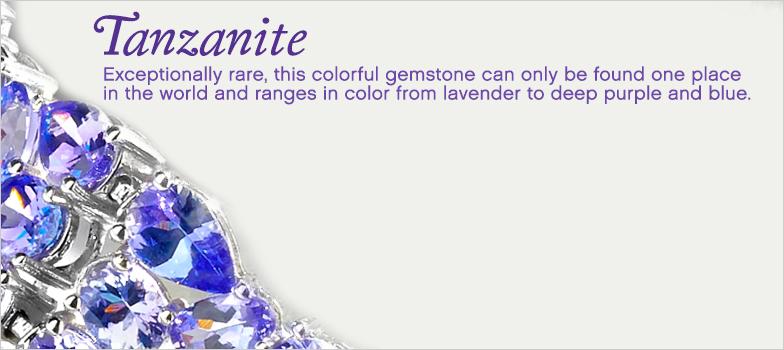 Tanzanite
Exceptionally rare, this colorful gemstone can only be found one place
in the world and ranges in color from lavender to deep purple and blue.